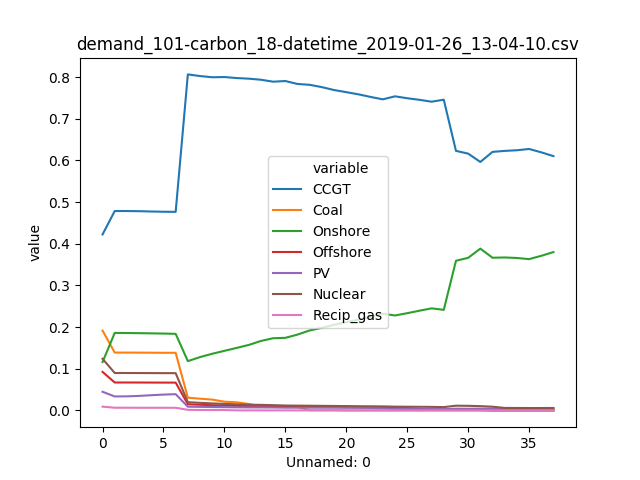 demand_101-carbon_18-datetime_2019-01-26_13-04-10.csv
value
0.8
0.7
0.6
0.5
0.4
0.3
0.2
0.1
0.0
variable
CCGT
Coal
Onshore
Offshore
PV
Nuclear
Recip_gas
0 5 10 15 20 25 30 35
Unnamed: 0